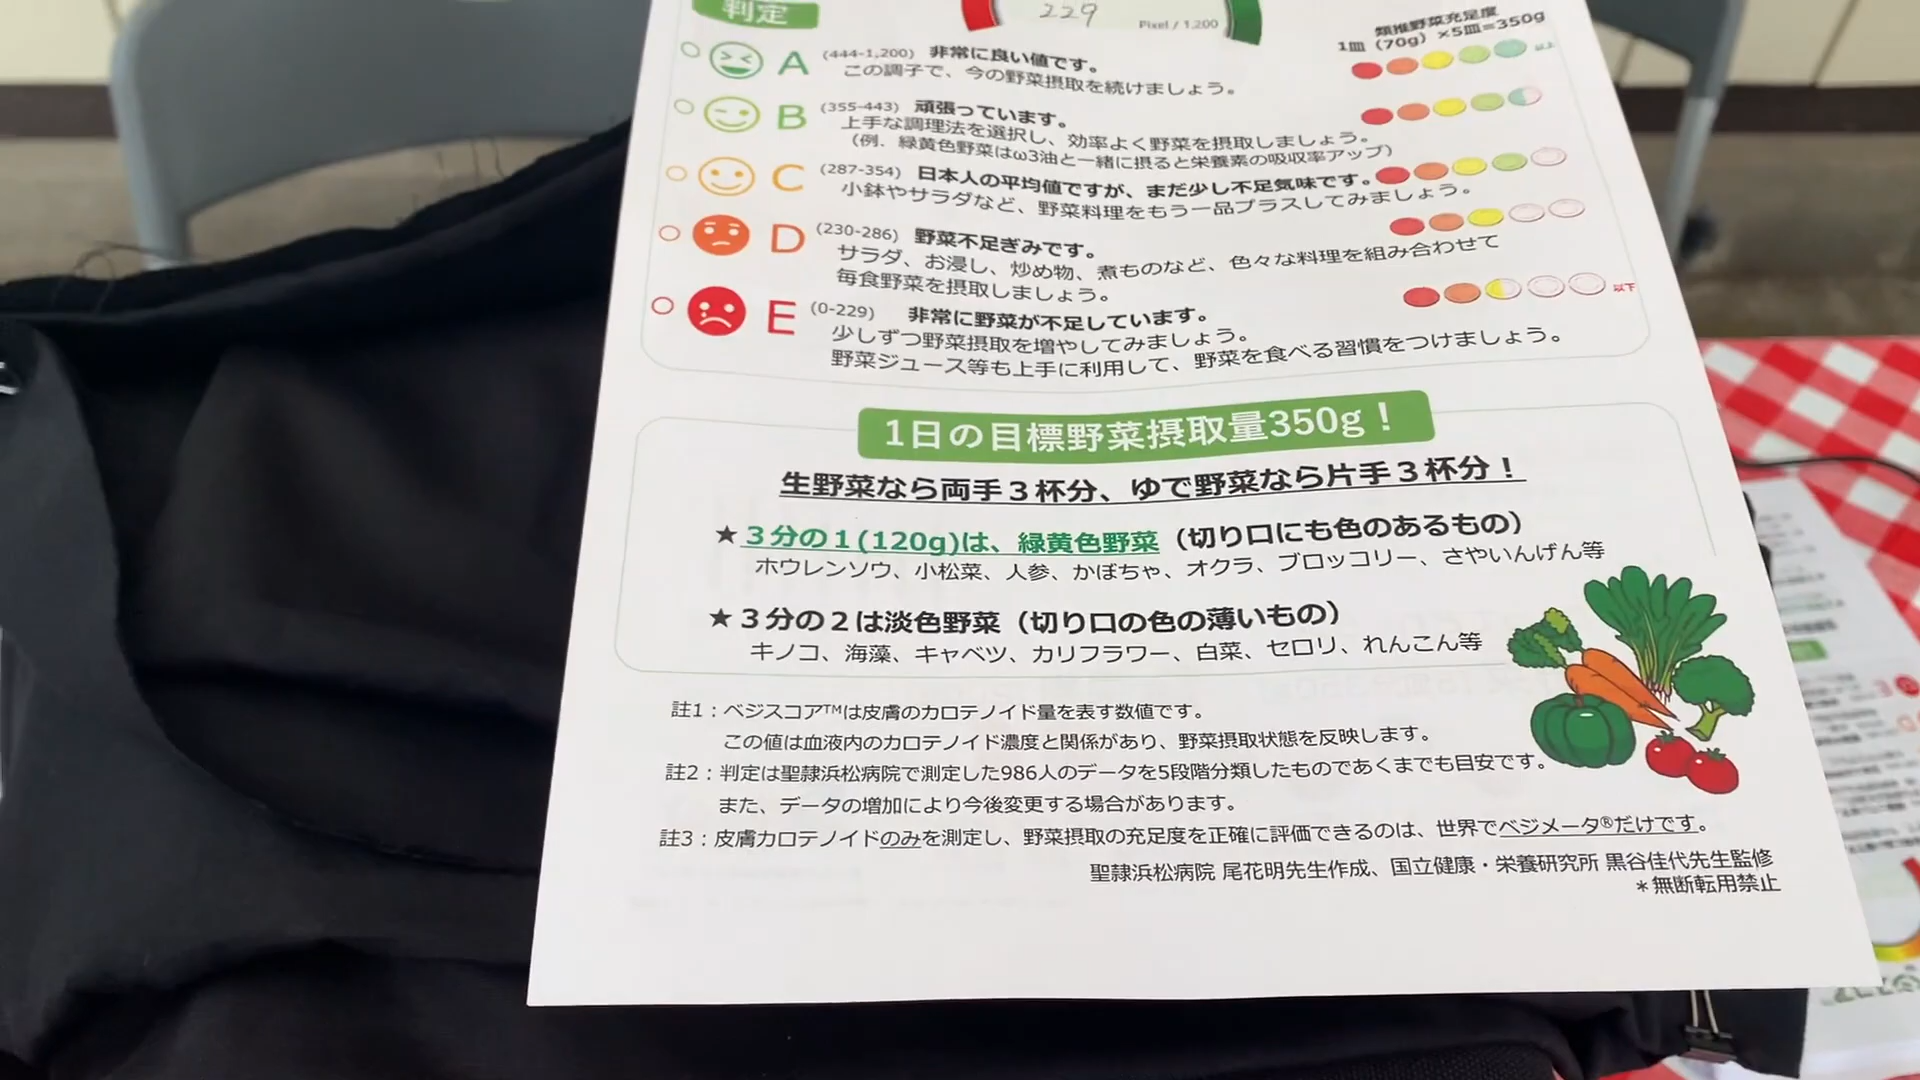 判定
229
Pixel / 1,200
類推野菜充足度
1皿（70g）×5皿=350g
A (444-1,200) 非常に良い値です。
以上
この調子で、今の野菜摂取を続けましょう。
B (355-443) 頑張っています。
上手な調理法を選択し、効率よく野菜を摂取しましょう。
（例．緑黄色野菜はω3油と一緒に摂ると栄養素の吸収率アップ）
C (287-354) 日本人の平均値ですが、まだ少し不足気味です。
小鉢やサラダなど、野菜料理をもう一品プラスしてみましょう。
D (230-286) 野菜不足ぎみです。
サラダ、お浸し、炒め物、煮ものなど、色々な料理を組み合わせて
毎食野菜を摂取しましょう。
E (0-229) 非常に野菜が不足しています。
以下
少しずつ野菜摂取を増やしてみましょう。
野菜ジュース等も上手に利用して、野菜を食べる習慣をつけましょう。
1日の目標野菜摂取量350g！
生野菜なら両手３杯分、ゆで野菜なら片手３杯分！
★３分の１(120g)は、緑黄色野菜（切り口にも色のあるもの）
ホウレンソウ、小松菜、人参、かぼちゃ、オクラ、ブロッコリー、さやいんげん等
★３分の２は淡色野菜（切り口の色の薄いもの）
キノコ、海藻、キャベツ、カリフラワー、白菜、セロリ、れんこん等
註1：ベジスコア™は皮膚のカロテノイド量を表す数値です。
この値は血液内のカロテノイド濃度と関係があり、野菜摂取状態を反映します。
註2：判定は聖隷浜松病院で測定した986人のデータを5段階分類したものであくまでも目安です。
また、データの増加により今後変更する場合があります。
註3：皮膚カロテノイドのみを測定し、野菜摂取の充足度を正確に評価できるのは、世界でベジメータ®だけです。
聖隷浜松病院 尾花明先生作成、国立健康・栄養研究所 黒谷佳代先生監修
＊無断転用禁止